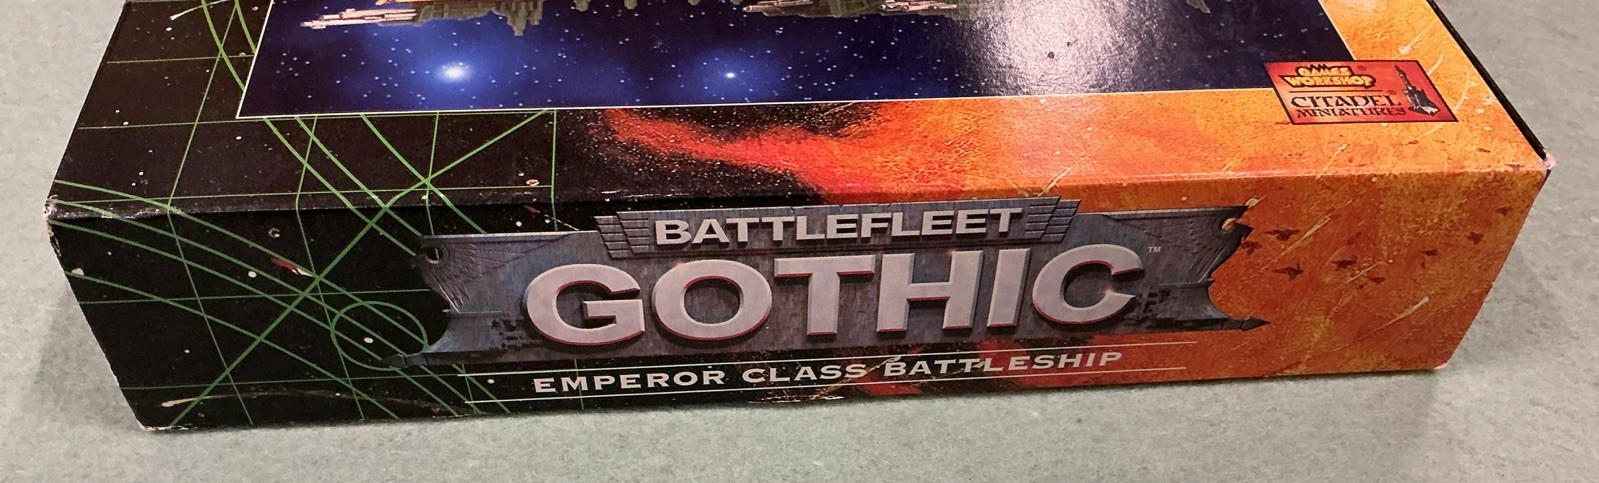 GAMES
WORKSHOP®
CITADEL®
MINIATURES
BATTLEFLEET
GOTHIC™
EMPEROR CLASS BATTLESHIP